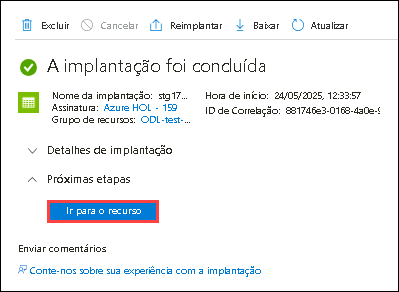 Excluir Cancelar Reimplantar Baixar Atualizar
A implantação foi concluída
Nome da implantação: stg17... Hora de início: 24/05/2025, 12:33:57
Assinatura: Azure HOL - 159 ID de Correlação: 881746e3-0168-4a0e-9
Grupo de recursos: ODL-test-...
Detalhes de implantação
Próximas etapas
Ir para o recurso
Enviar comentários
Conte-nos sobre sua experiência com a implantação